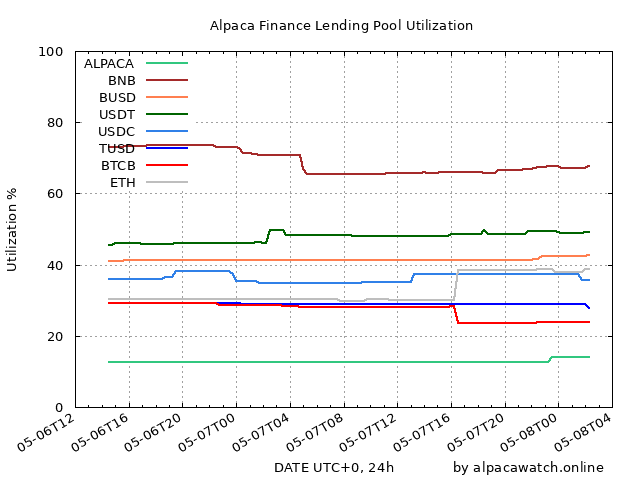 Alpaca Finance Lending Pool Utilization
100
80
60
40
20
0
Utilization %
ALPACA
BNB
BUSD
USDT
USDC
TUSD
BTCB
ETH
05-06T12
05-06T16
05-06T20
05-07T00
05-07T04
05-07T08
05-07T12
05-07T16
05-07T20
05-08T00
05-08T04
DATE UTC+0, 24h
by alpacawatch.online